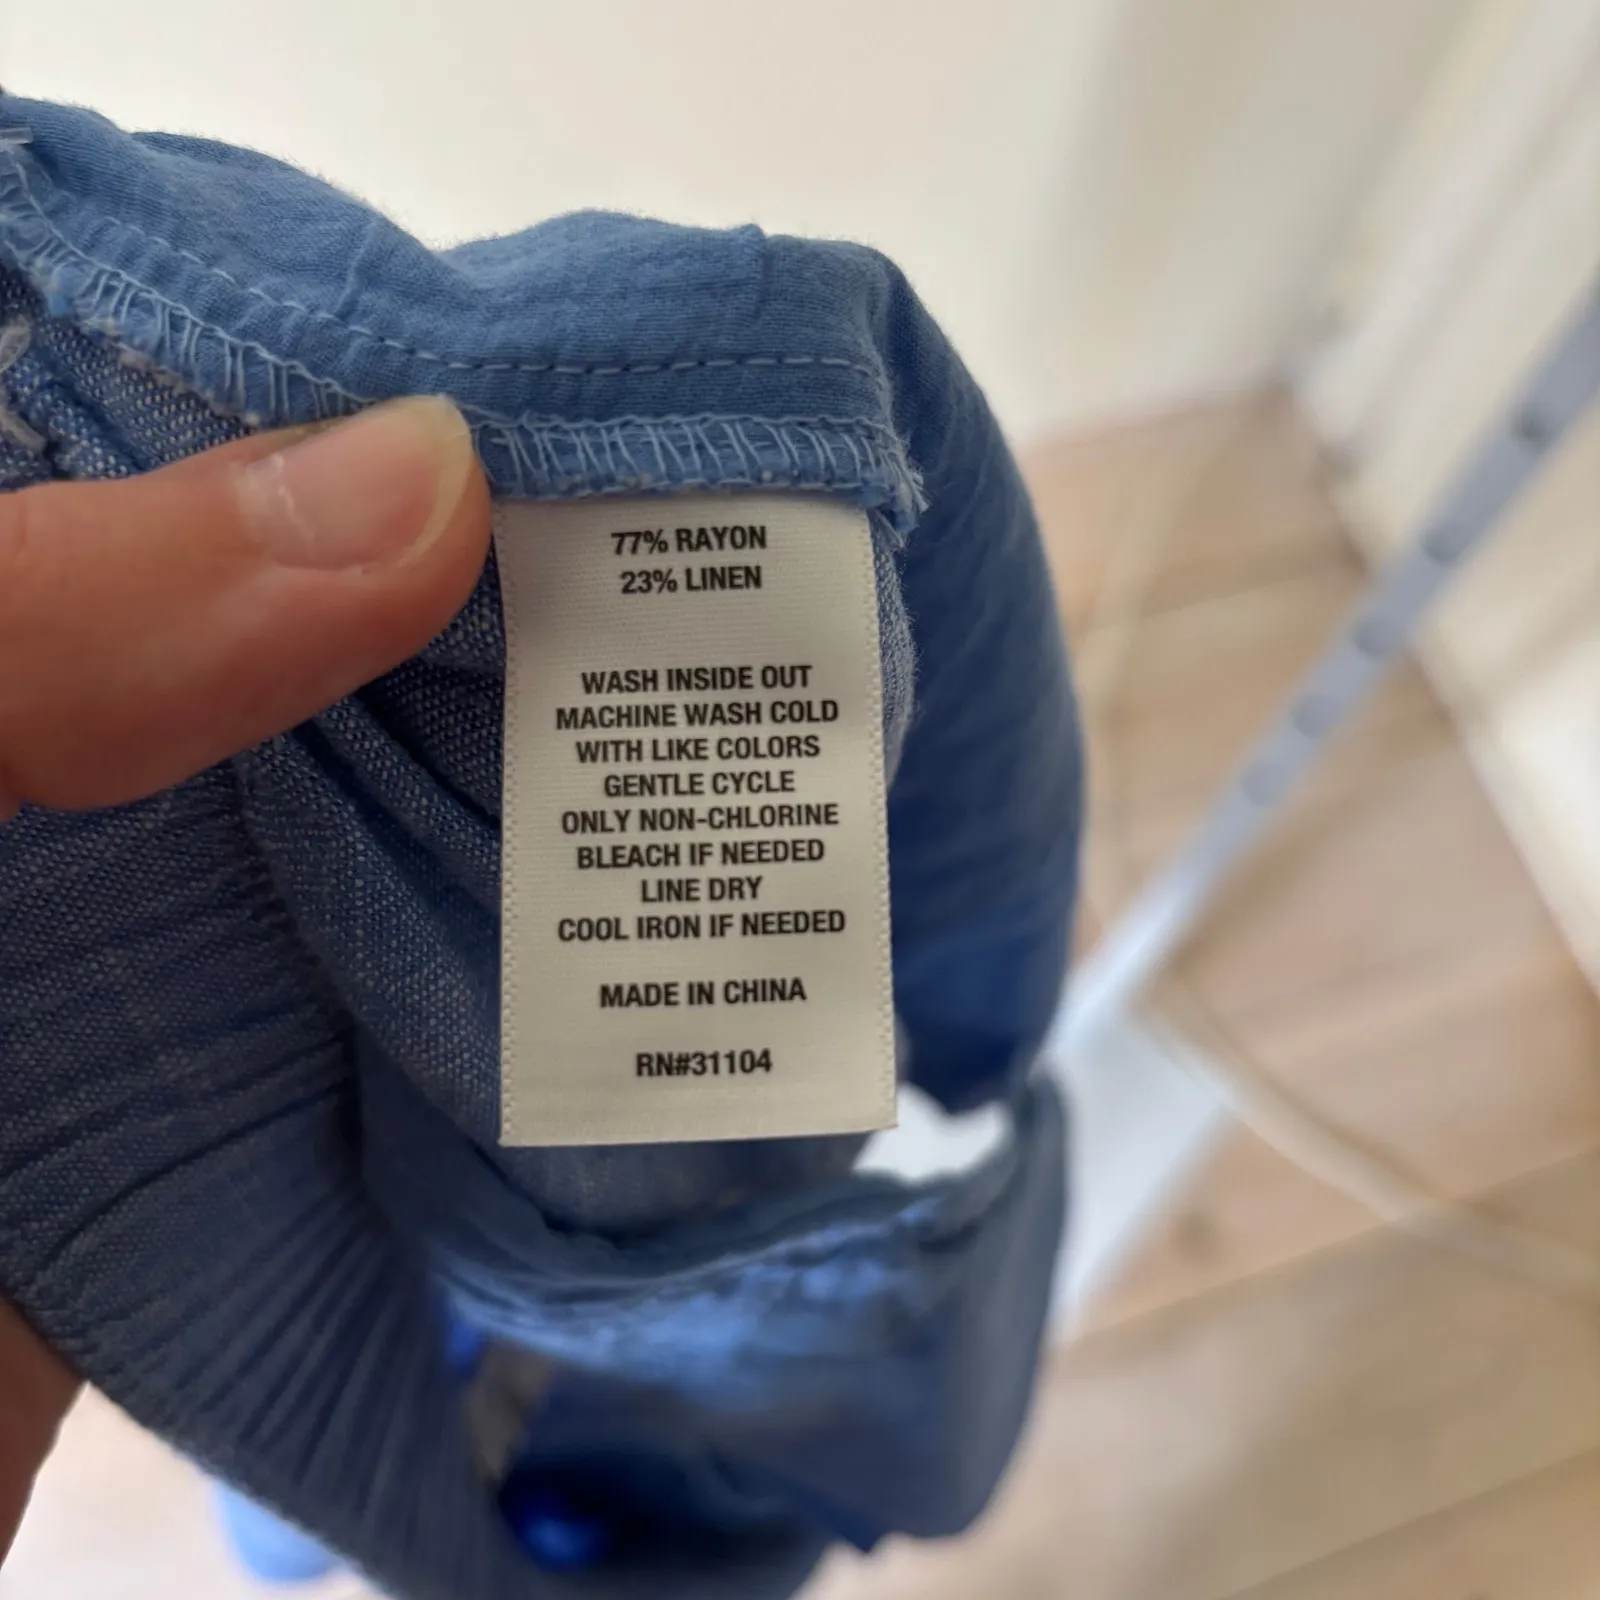 77% RAYON
23% LINEN
WASH INSIDE OUT
MACHINE WASH COLD
WITH LIKE COLORS
GENTLE CYCLE
ONLY NON-CHLORINE
BLEACH IF NEEDED
LINE DRY
COOL IRON IF NEEDED
MADE IN CHINA
RN#31104